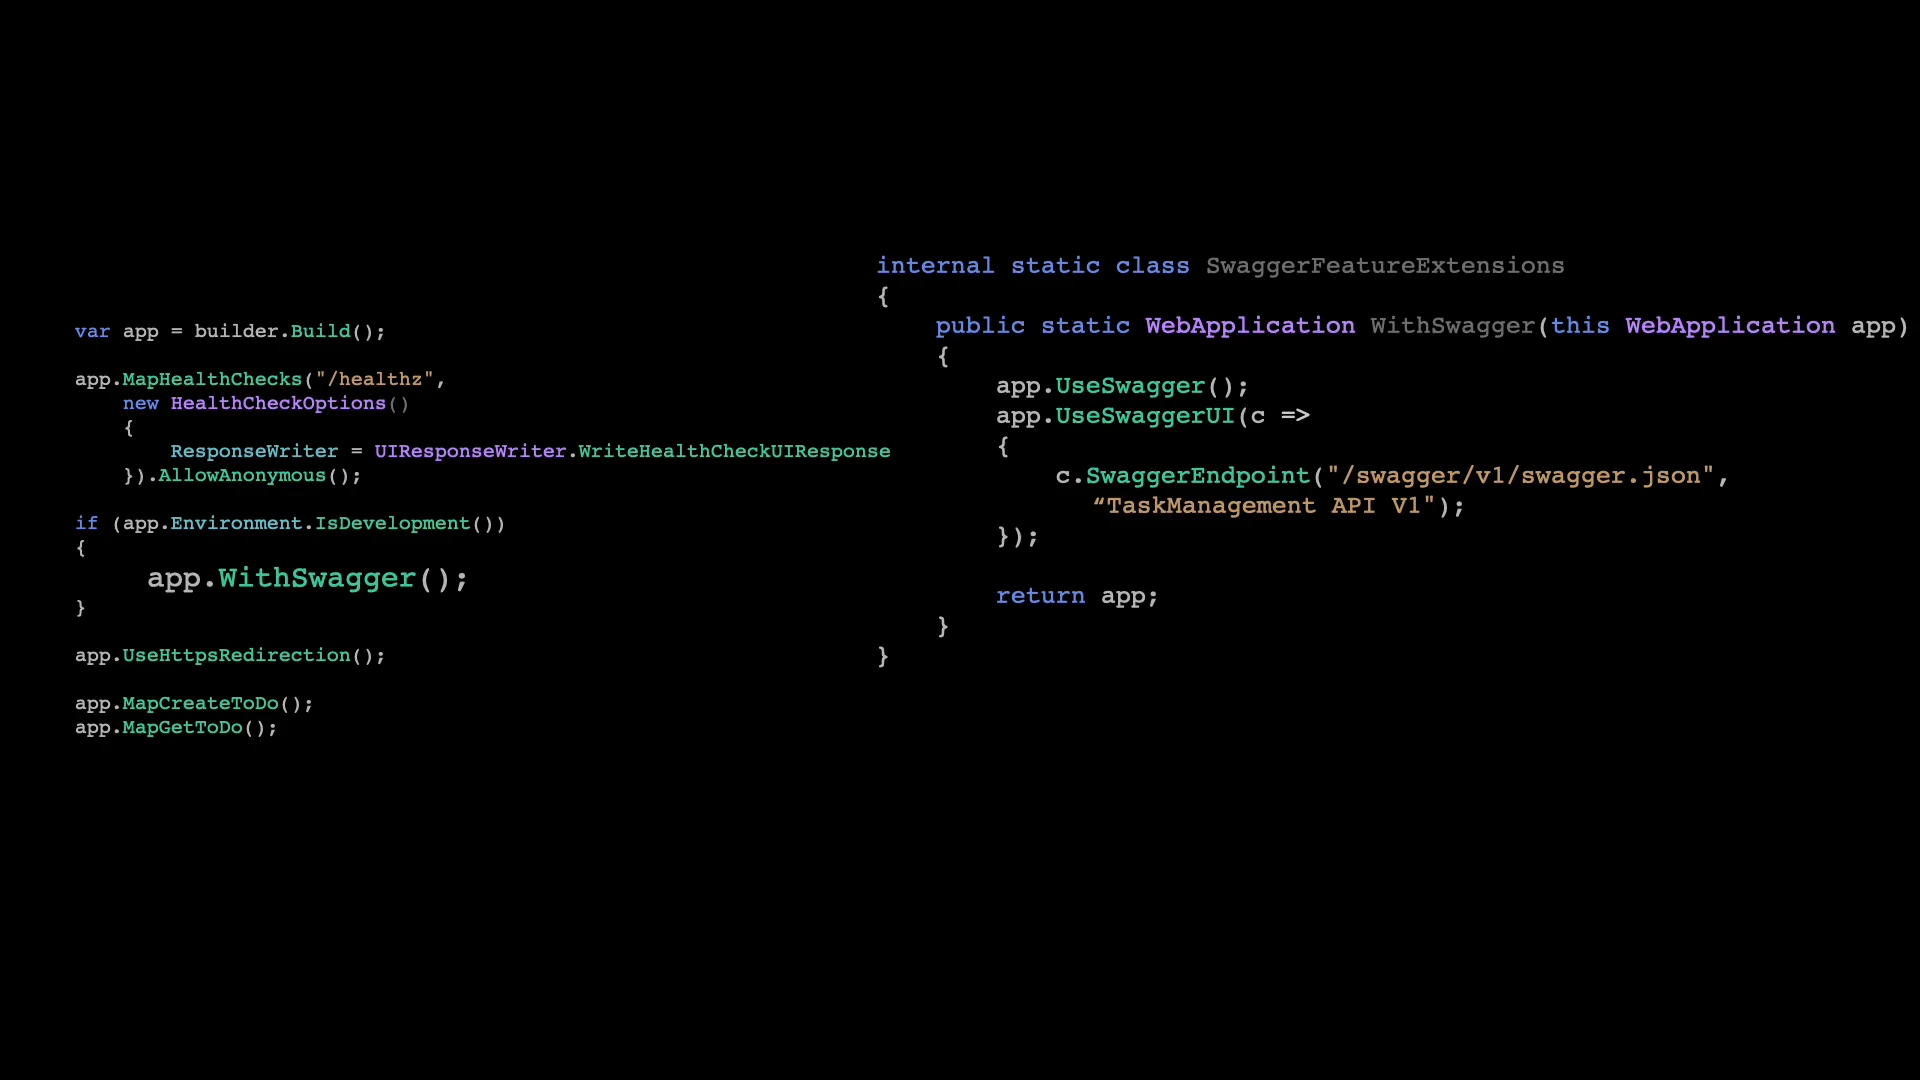 var app = builder.Build();
app.MapHealthChecks("/healthz",
new HealthCheckOptions()
{
ResponseWriter = UIResponseWriter.WriteHealthCheckUIResponse
}).AllowAnonymous();
if (app.Environment.IsDevelopment())
{
app.WithSwagger();
}
app.UseHttpsRedirection();
app.MapCreateToDo();
app.MapGetToDo();
internal static class SwaggerFeatureExtensions
{
public static WebApplication WithSwagger(this WebApplication app)
{
app.UseSwagger();
app.UseSwaggerUI(c =>
{
c.SwaggerEndpoint("/swagger/v1/swagger.json",
“TaskManagement API V1");
});
return app;
}
}